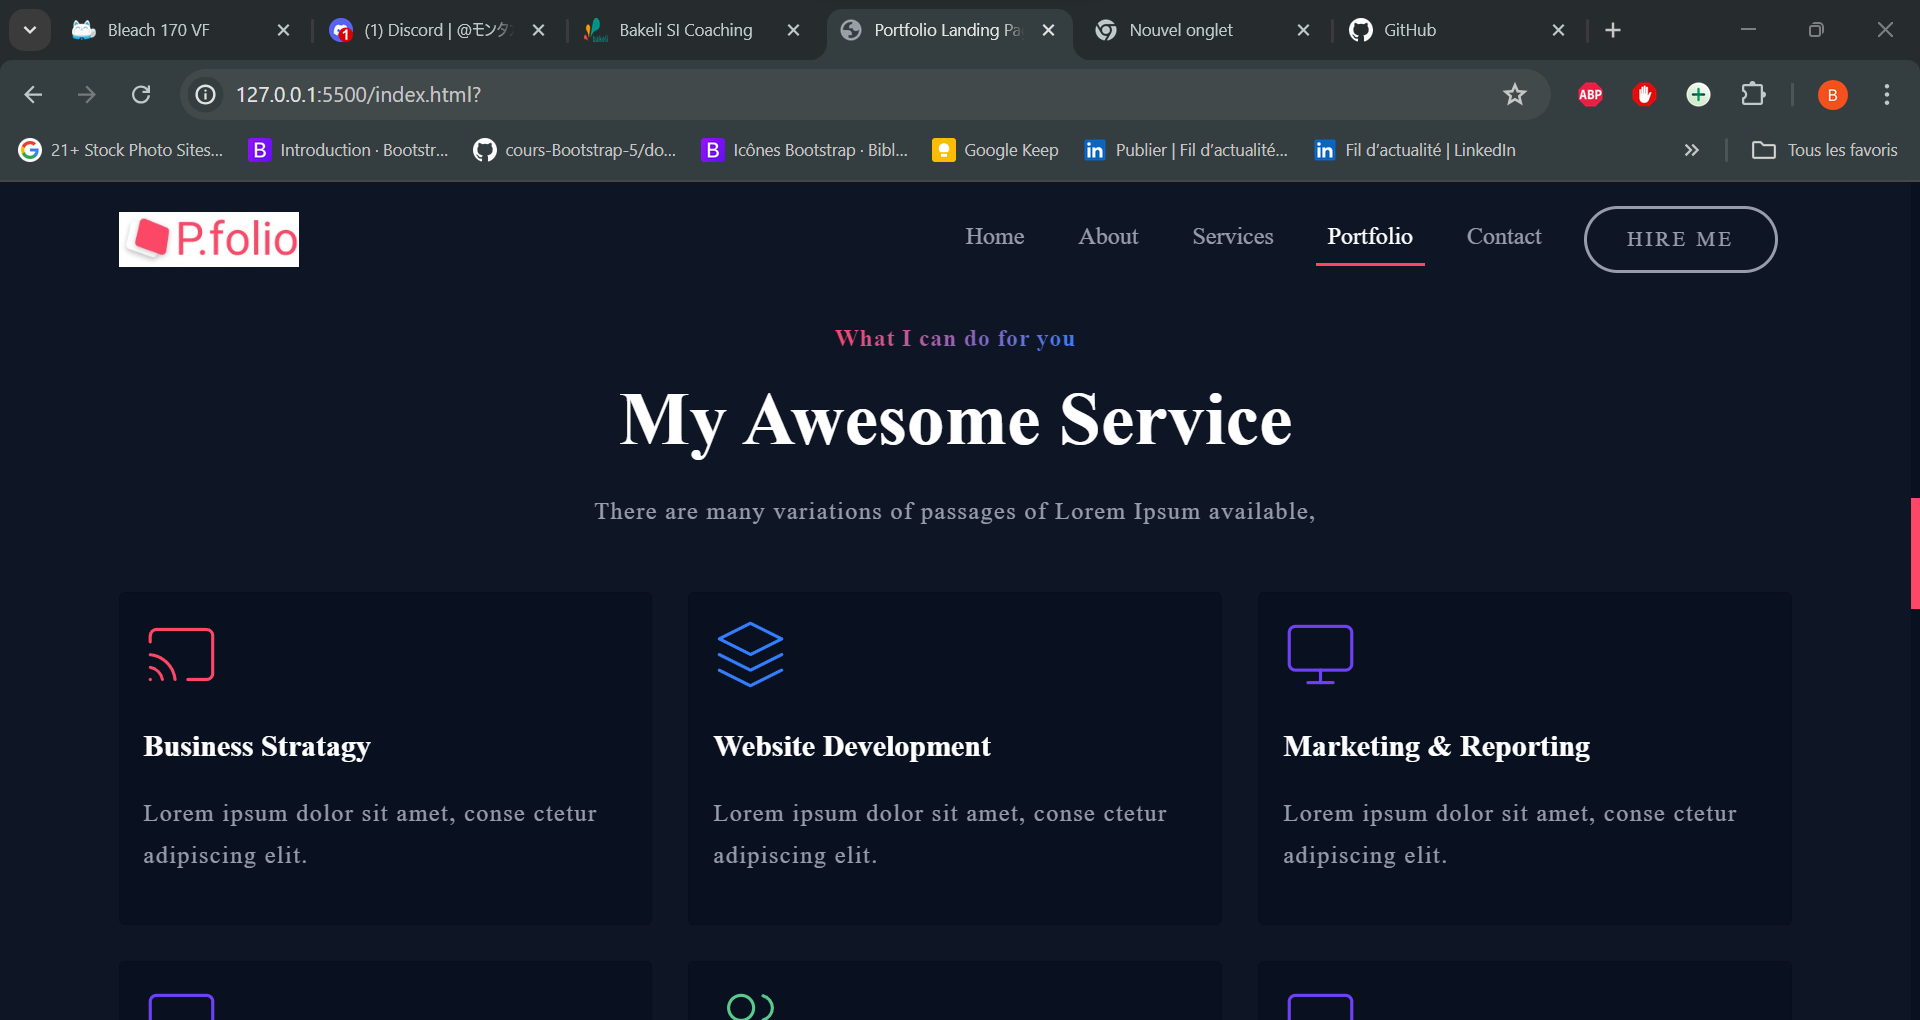 Bleach 170 VF
(1) Discord | @モンタ
Bakeli SI Coaching
Portfolio Landing Pa
Nouvel onglet
GitHub
127.0.0.1:5500/index.html?
ABP
B
21+ Stock Photo Sites...
B Introduction · Bootstr...
cours-Bootstrap-5/do...
B Icônes Bootstrap · Bibl...
Google Keep
in Publier | Fil d'actualité...
in Fil d'actualité | LinkedIn
Tous les favoris
P.folio
Home
About
Services
Portfolio
Contact
HIRE ME
What I can do for you
My Awesome Service
There are many variations of passages of Lorem Ipsum available,
Business Stratagy
Lorem ipsum dolor sit amet, conse ctetur
adipiscing elit.
Website Development
Lorem ipsum dolor sit amet, conse ctetur
adipiscing elit.
Marketing & Reporting
Lorem ipsum dolor sit amet, conse ctetur
adipiscing elit.